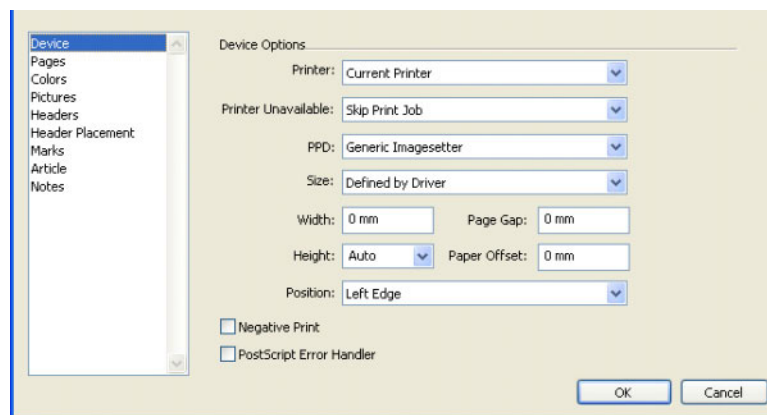 Device
Pages
Colors
Pictures
Headers
Header Placement
Marks
Article
Notes
Device Options
Printer: Current Printer
Printer Unavailable: Skip Print Job
PPD: Generic Imagesetter
Size: Defined by Driver
Width: 0 mm Page Gap: 0 mm
Height: Auto Paper Offset: 0 mm
Position: Left Edge
Negative Print
PostScript Error Handler
OK Cancel